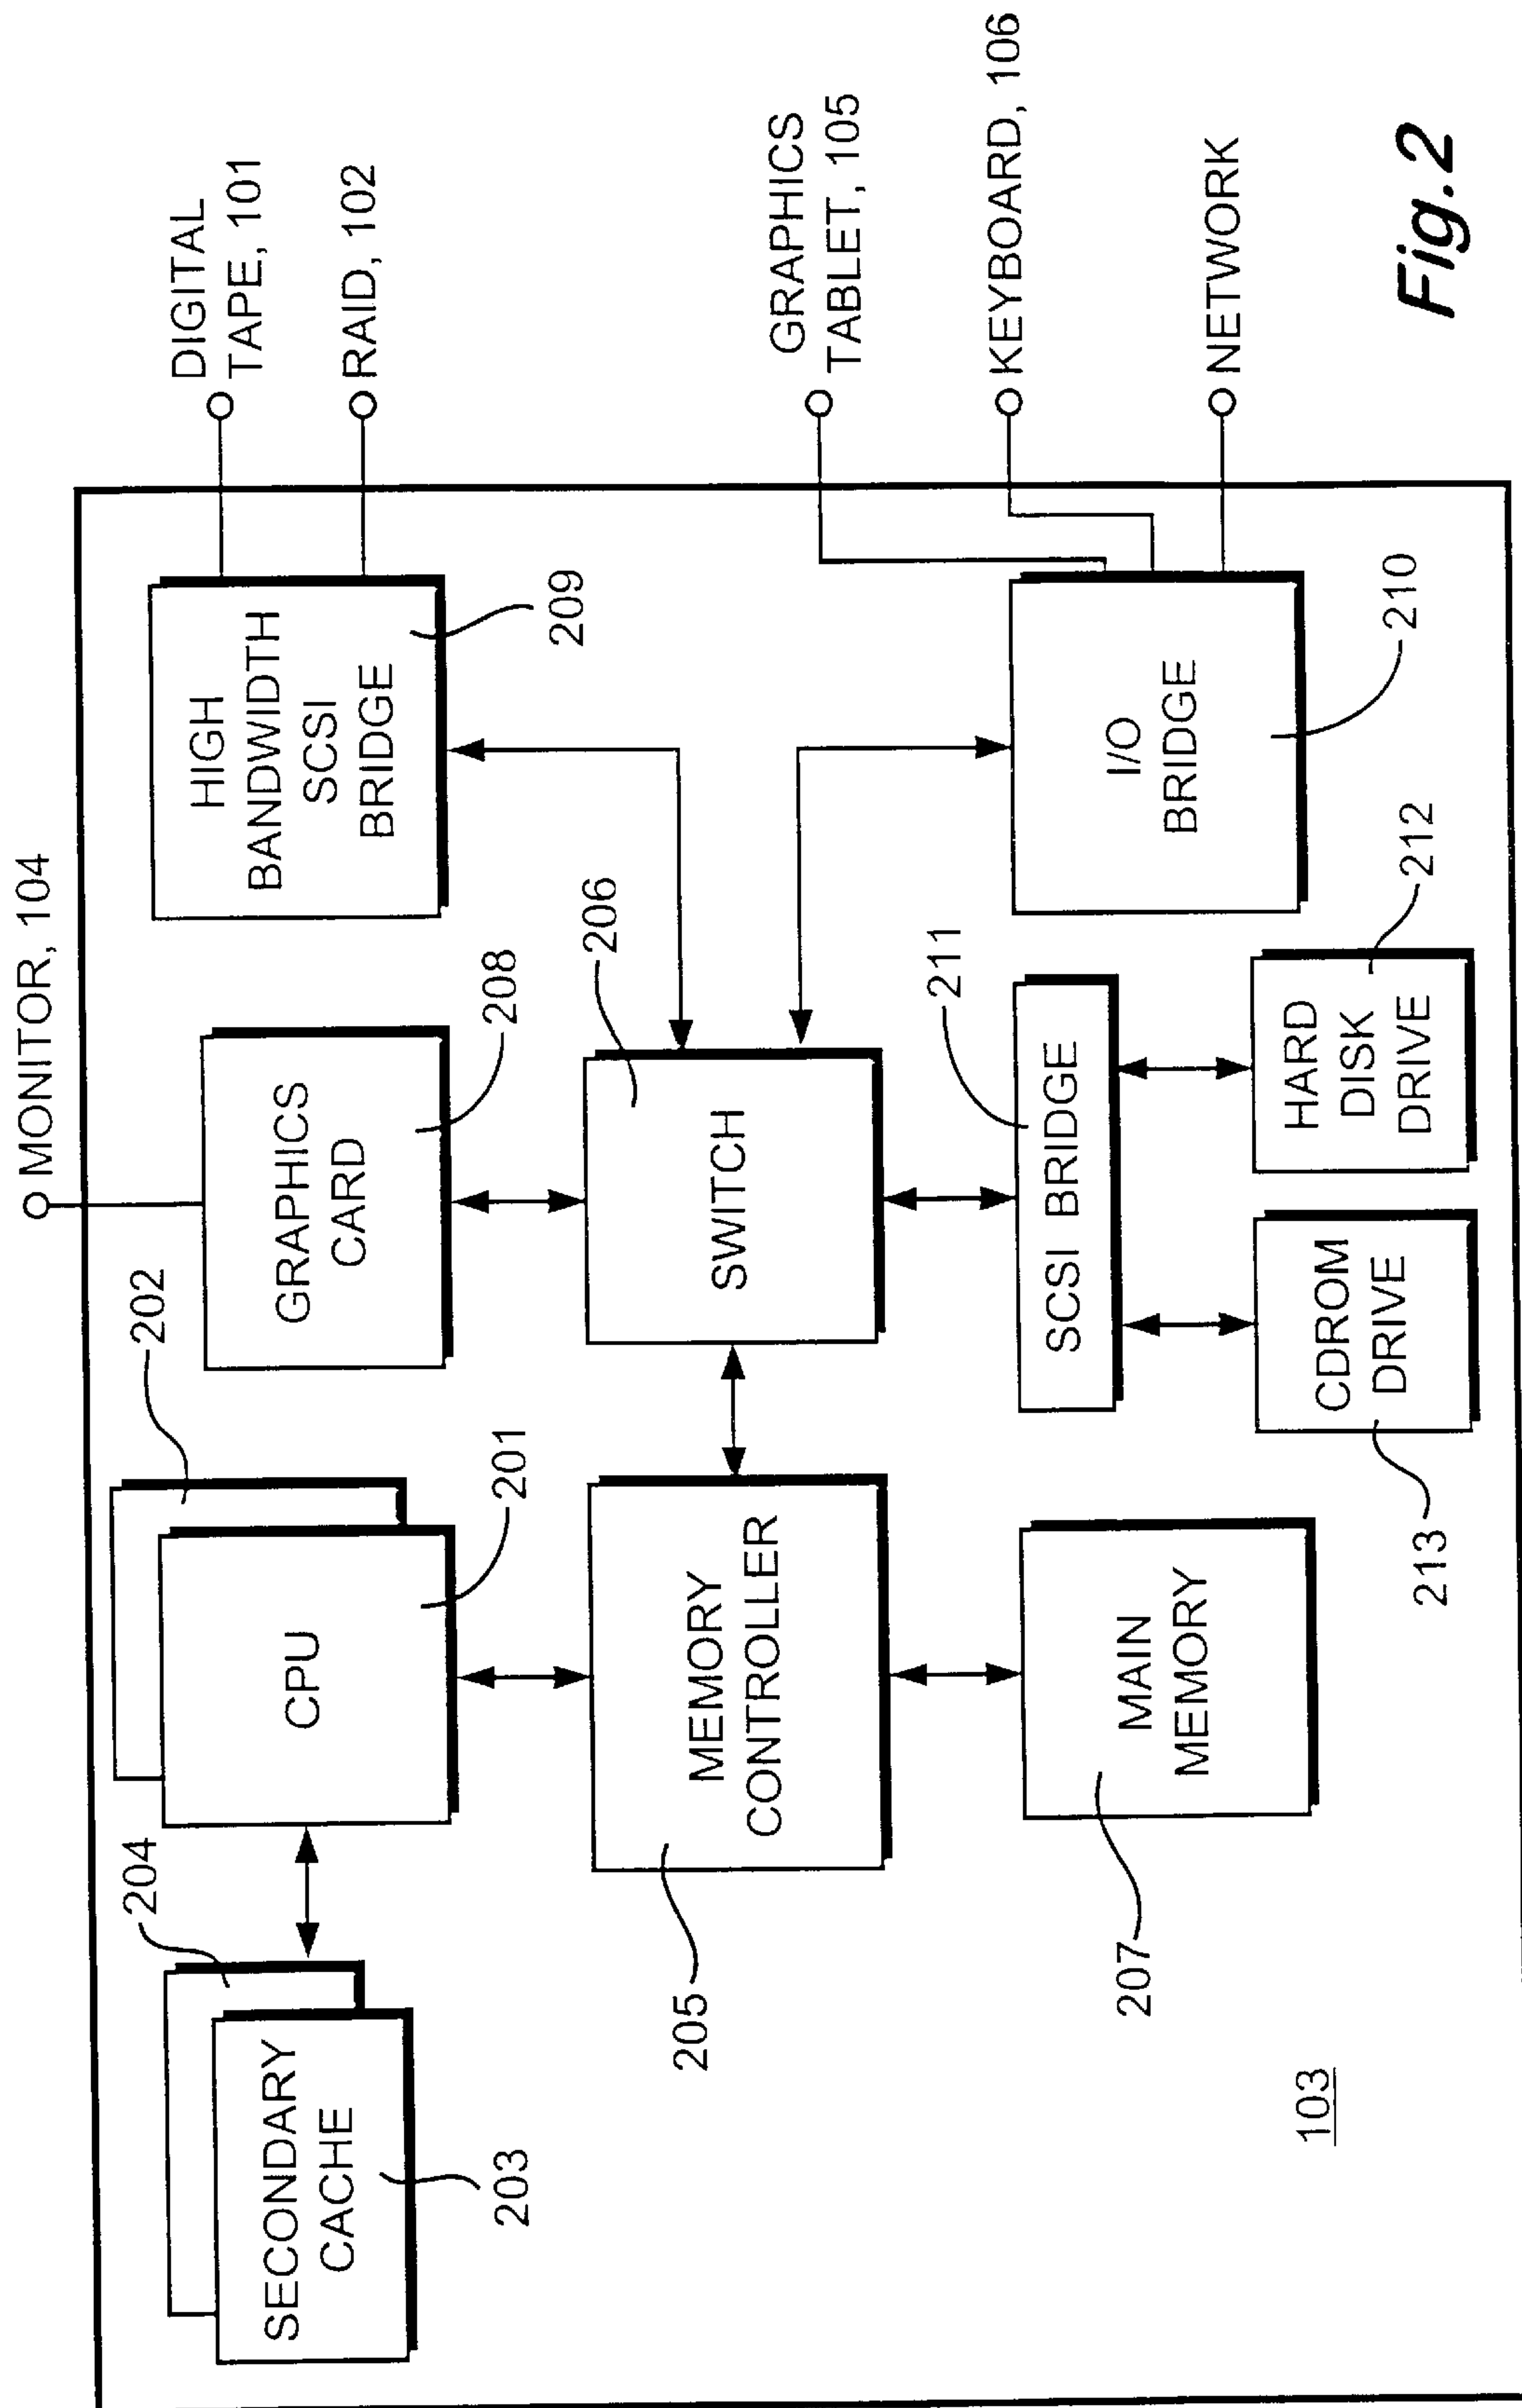 MONITOR, 104
DIGITAL
TAPE, 101
RAID, 102
GRAPHICS
TABLET, 105
KEYBOARD, 106
NETWORK
204
202
SECONDARY
CACHE
203
CPU
201
GRAPHICS
CARD
208
HIGH
BANDWIDTH
SCSI
BRIDGE
209
205
MEMORY
CONTROLLER
SWITCH
206
207
MAIN
MEMORY
SCSI BRIDGE
211
I/O
BRIDGE
210
CDROM
DRIVE
213
HARD
DISK
DRIVE
212
103
Fig.2